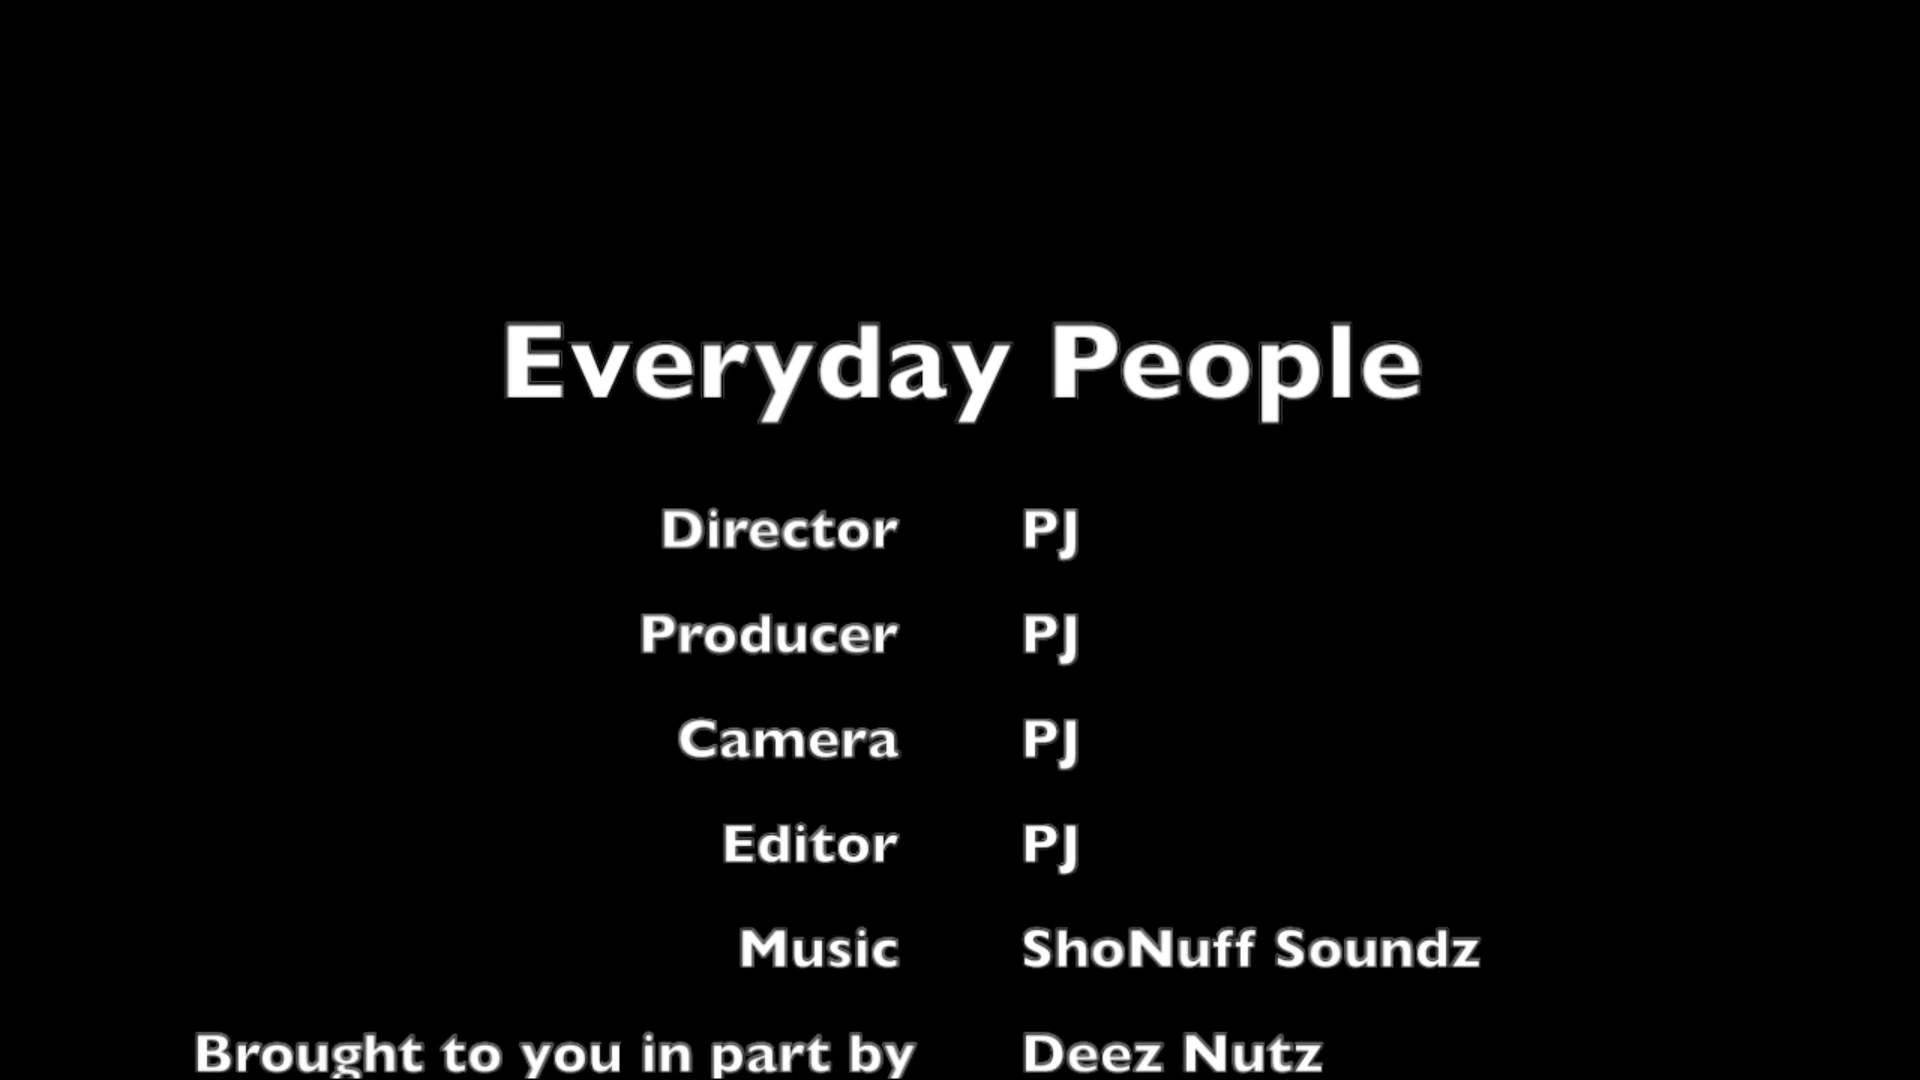 Everyday People
Director PJ
Producer PJ
Camera PJ
Editor PJ
Music ShoNuff Soundz
Brought to you in part by Deez Nutz